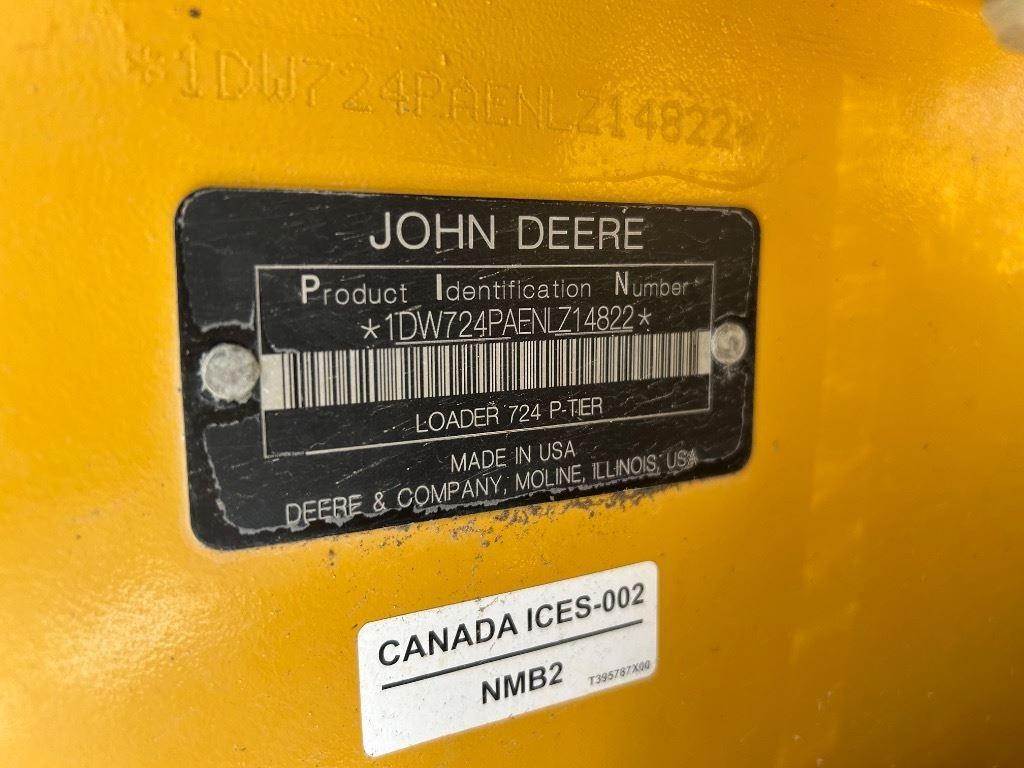 *1DW724PAENLZ14822*
JOHN DEERE
Product Identification Number
*1DW724PAENLZ14822*
LOADER 724 P-TIER
MADE IN USA
DEERE & COMPANY, MOLINE, ILLINOIS, USA
CANADA ICES-002
NMB2
T395787X00